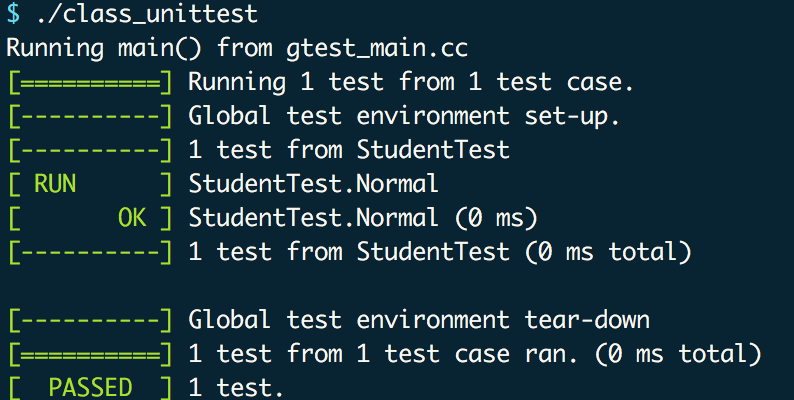 $ ./class_unittest
Running main() from gtest_main.cc
[==========] Running 1 test from 1 test case.
[----------] Global test environment set-up.
[----------] 1 test from StudentTest
[ RUN      ] StudentTest.Normal
[       OK ] StudentTest.Normal (0 ms)
[----------] 1 test from StudentTest (0 ms total)

[----------] Global test environment tear-down
[==========] 1 test from 1 test case ran. (0 ms total)
[  PASSED  ] 1 test.